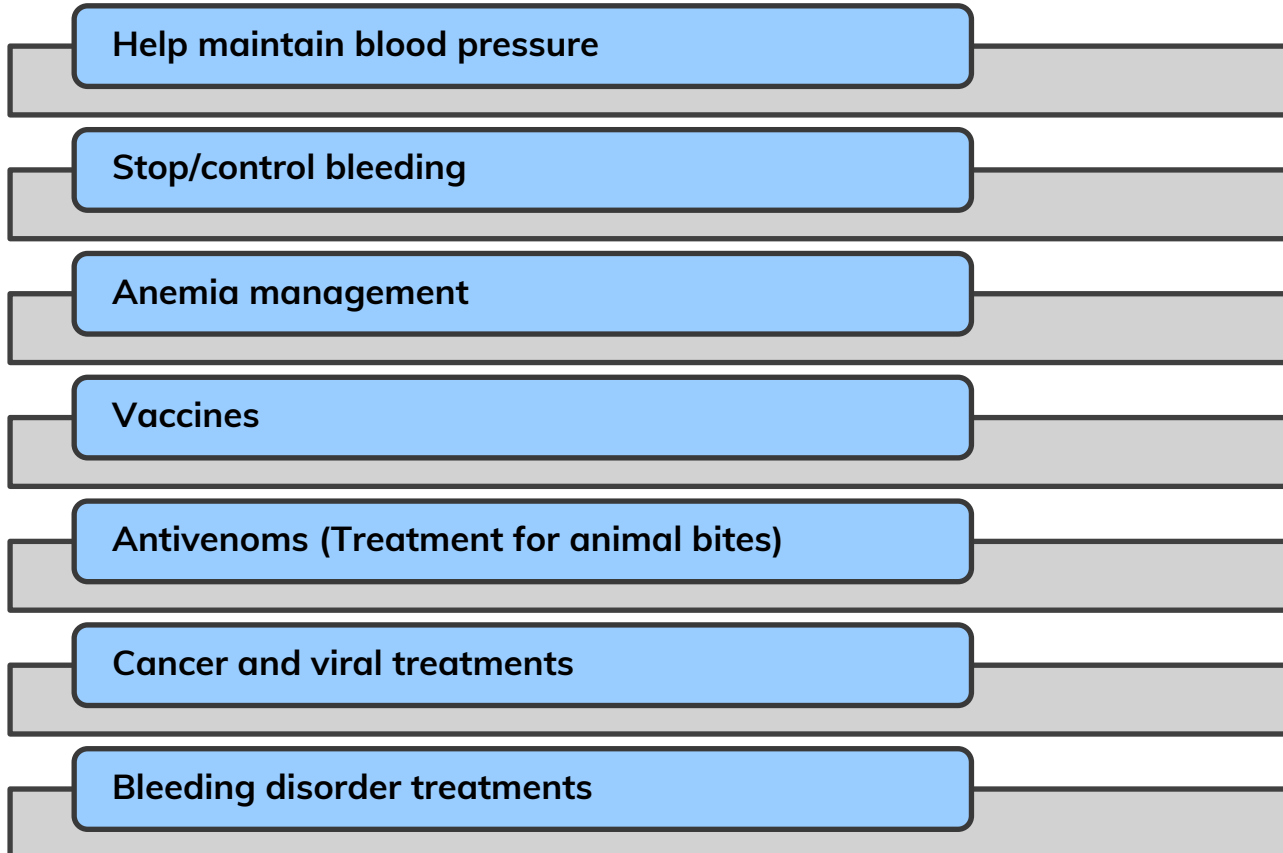 Help maintain blood pressure
Stop/control bleeding
Anemia management
Vaccines
Antivenoms (Treatment for animal bites)
Cancer and viral treatments
Bleeding disorder treatments